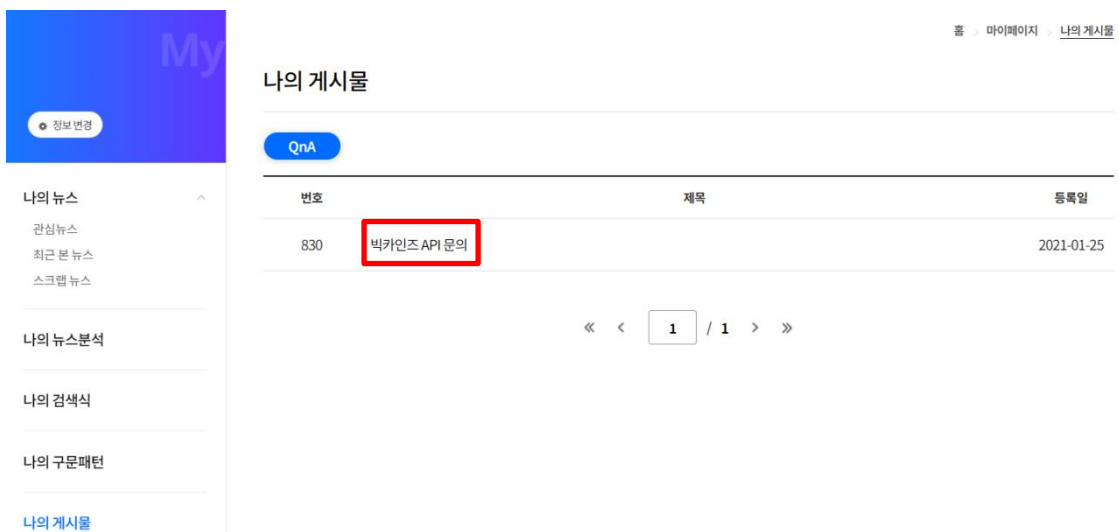 My
정보변경
나의 뉴스
관심뉴스
최근 본 뉴스
스크랩 뉴스
나의 뉴스분석
나의 검색식
나의 구문패턴
나의 게시물
홈 > 마이페이지 > 나의 게시물
나의 게시물
QnA
번호 제목 등록일
830 빅카인즈 API 문의 2021-01-25
« < 1 / 1 > »